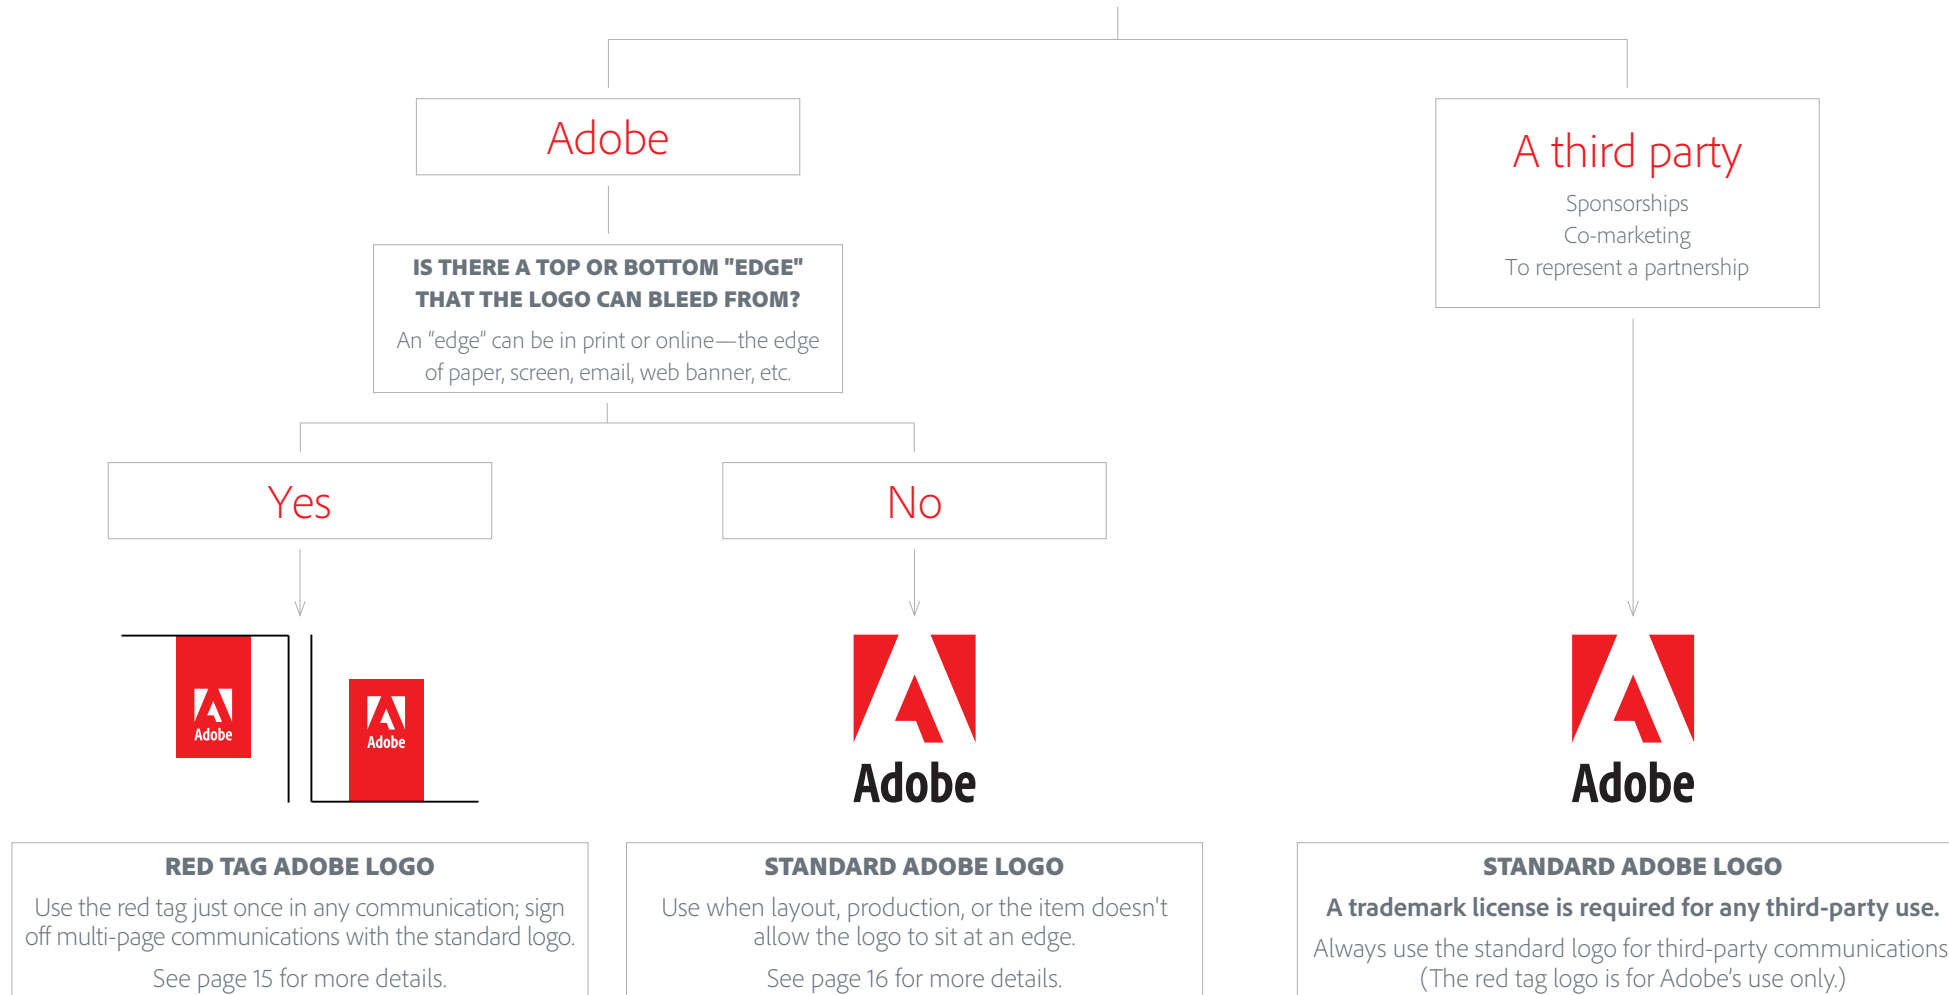 Adobe
A third party
Sponsorships
Co-marketing
To represent a partnership
IS THERE A TOP OR BOTTOM "EDGE"
THAT THE LOGO CAN BLEED FROM?
An “edge” can be in print or online—the edge
of paper, screen, email, web banner, etc.
Yes
No
Adobe
Adobe
Adobe
Adobe
RED TAG ADOBE LOGO
Use the red tag just once in any communication; sign
off multi-page communications with the standard logo.
See page 15 for more details.
STANDARD ADOBE LOGO
Use when layout, production, or the item doesn't
allow the logo to sit at an edge.
See page 16 for more details.
STANDARD ADOBE LOGO
A trademark license is required for any third-party use.
Always use the standard logo for third-party communications
(The red tag logo is for Adobe’s use only.)